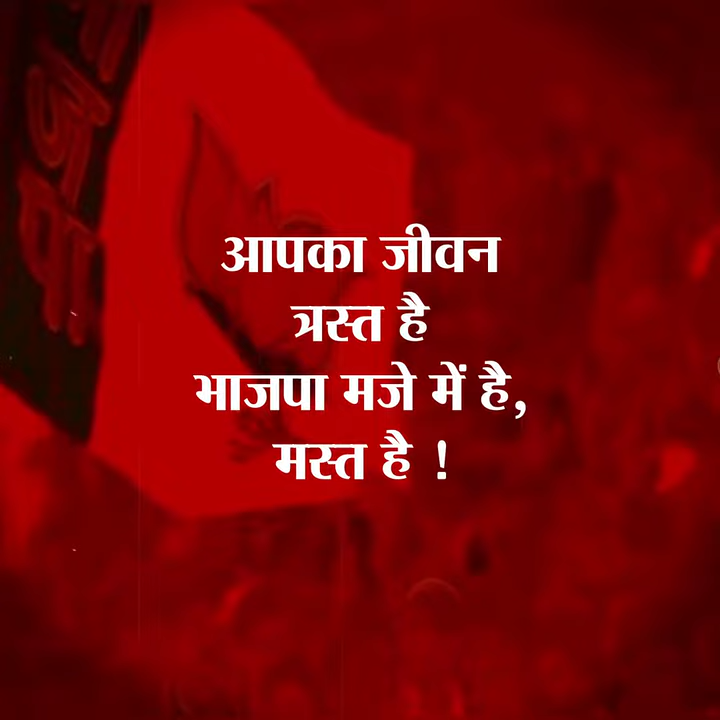 आपका जीवन
त्रस्त है
भाजपा मजे में है,
मस्त है !